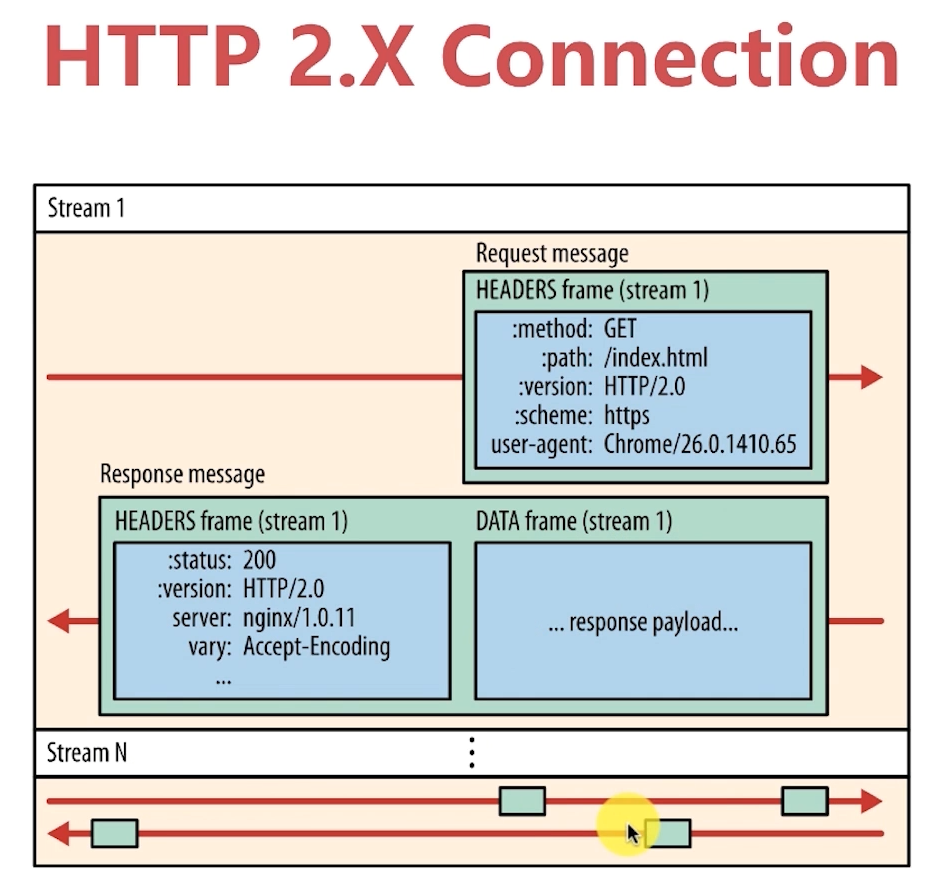 HTTP 2.X Connection
Stream 1
Request message
HEADERS frame (stream 1)
:method: GET
:path: /index.html
:version: HTTP/2.0
:scheme: https
user-agent: Chrome/26.0.1410.65
Response message
HEADERS frame (stream 1)
:status: 200
:version: HTTP/2.0
server: nginx/1.0.11
vary: Accept-Encoding
...
DATA frame (stream 1)
... response payload...
Stream N